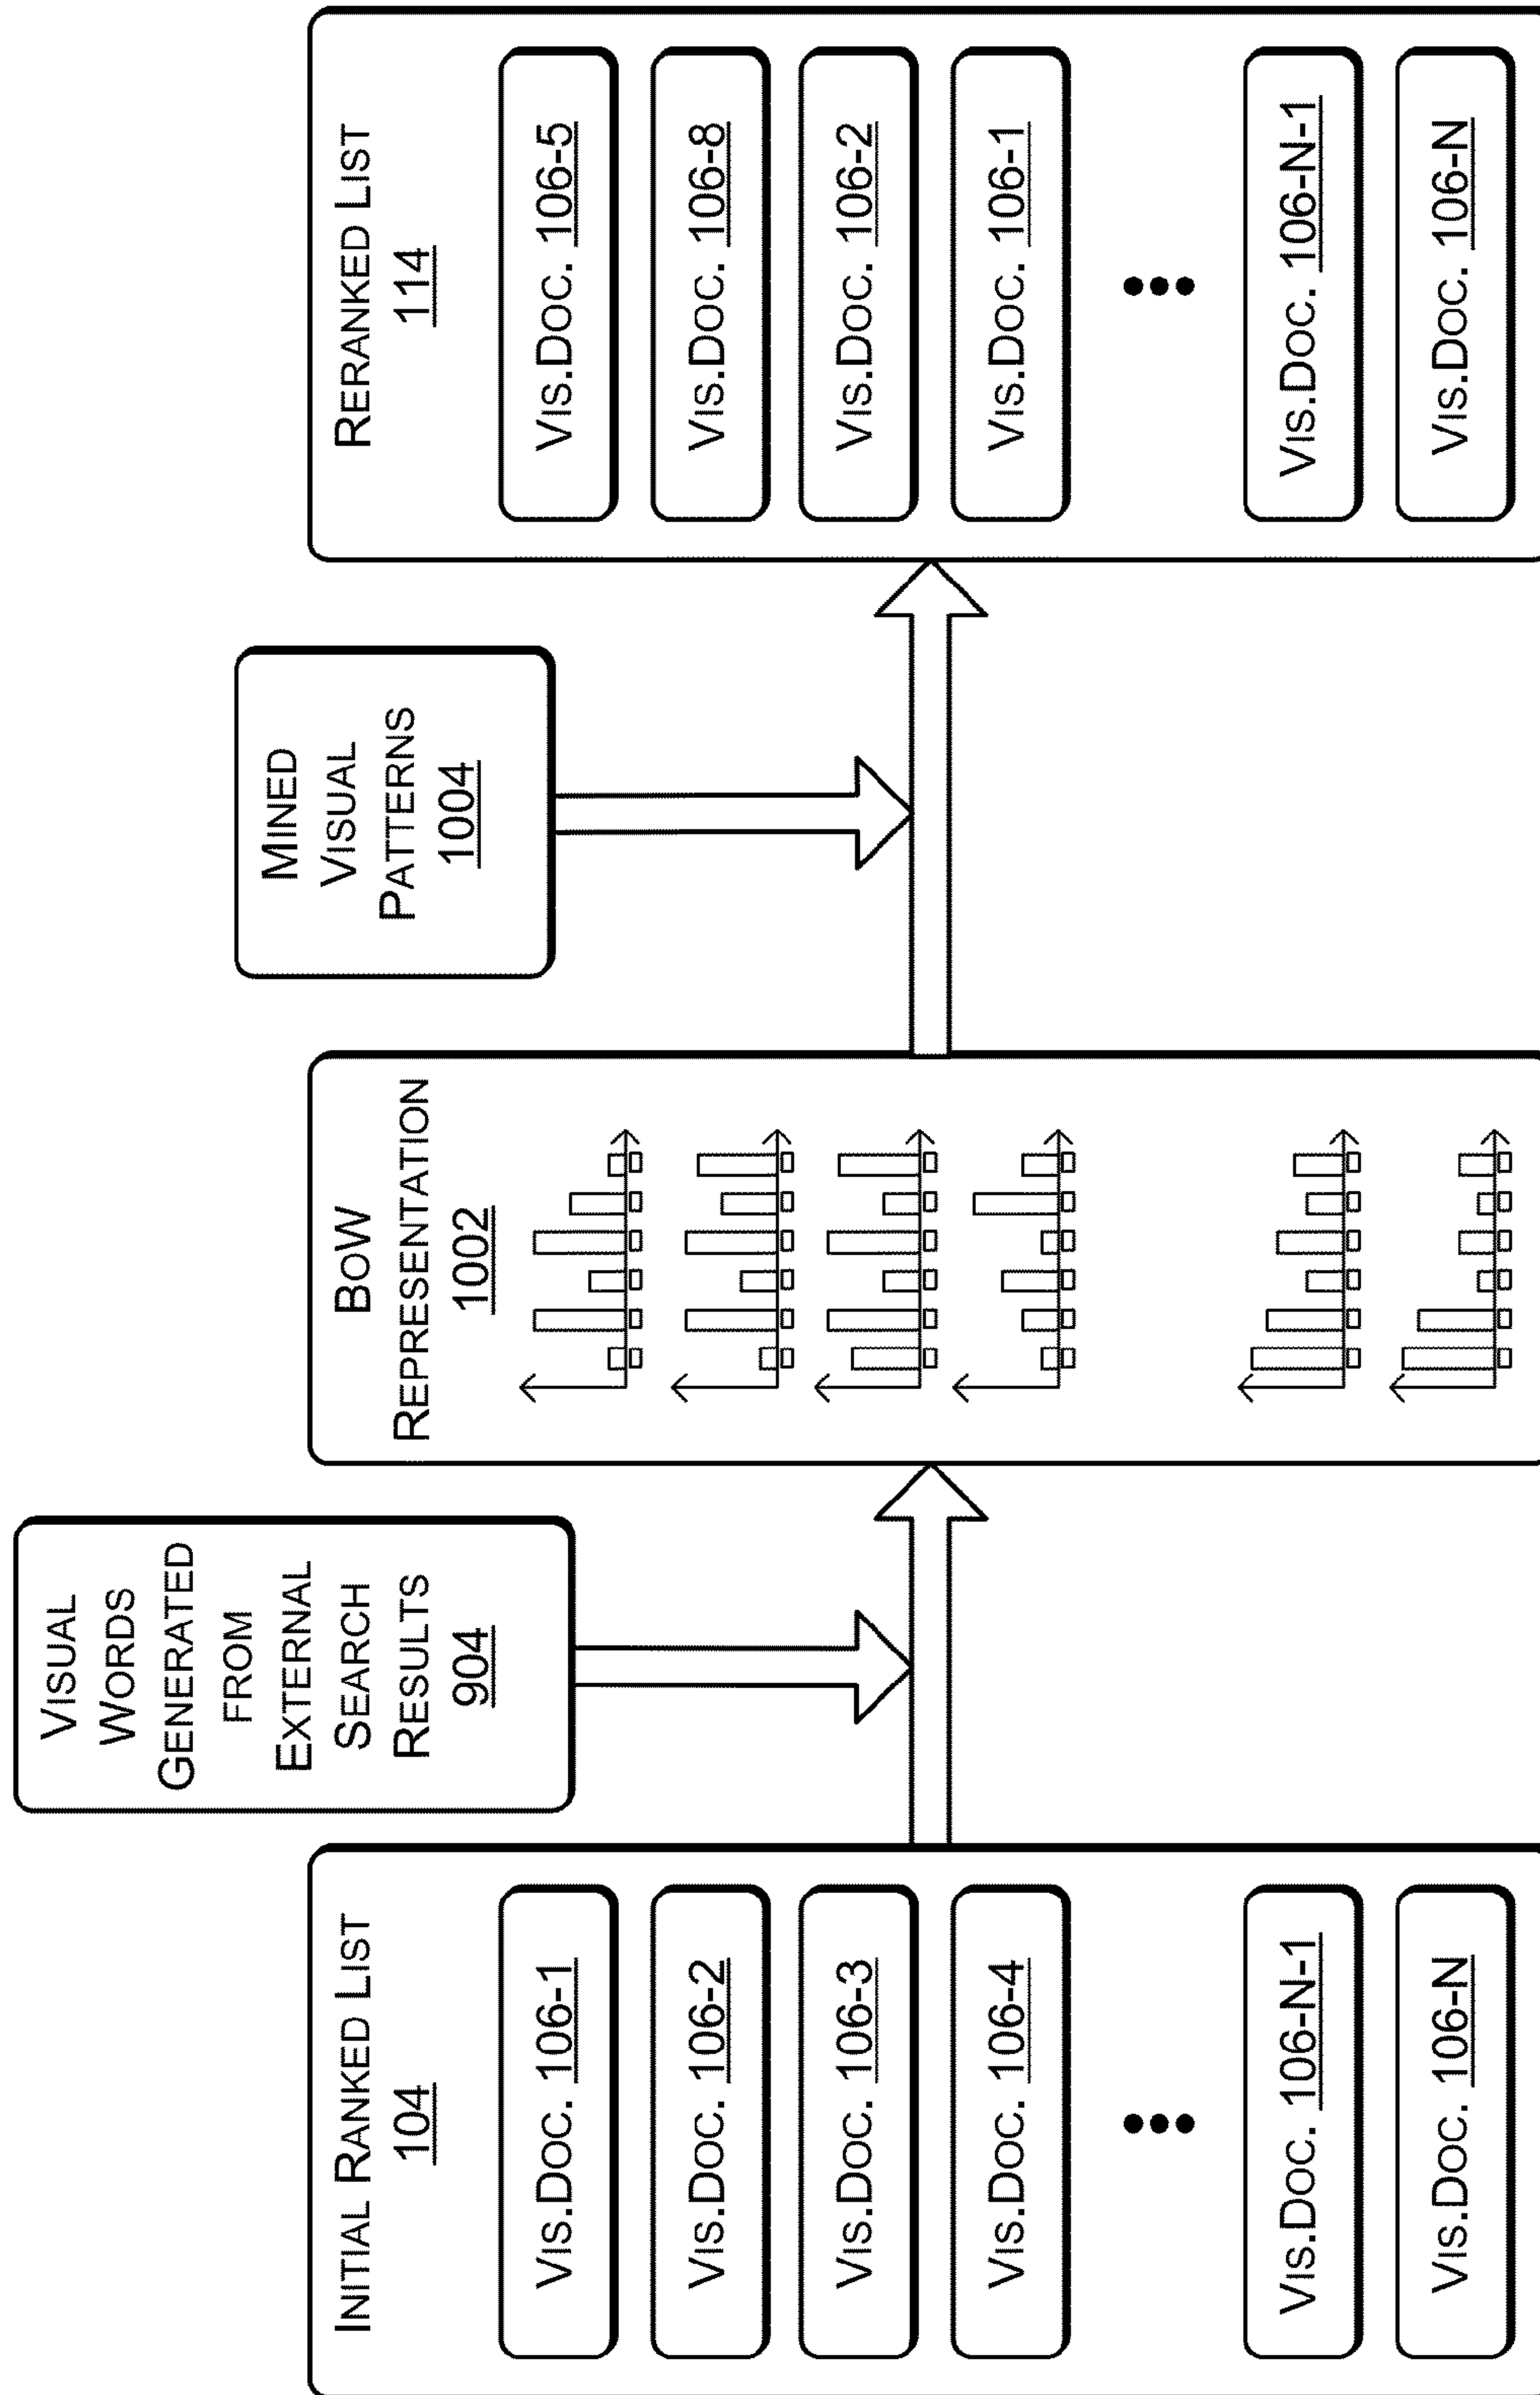 VISUAL
WORDS
GENERATED
FROM
EXTERNAL
SEARCH
RESULTS
904
MINED
VISUAL
PATTERNS
1004
INITIAL RANKED LIST
104
VIS.DOC. 106-1
VIS.DOC. 106-2
VIS.DOC. 106-3
VIS.DOC. 106-4
VIS.DOC. 106-N-1
VIS.DOC. 106-N
BOW
REPRESENTATION
1002
RERANKED LIST
114
VIS.DOC. 106-5
VIS.DOC. 106-8
VIS.DOC. 106-2
VIS.DOC. 106-1
VIS.DOC. 106-N-1
VIS.DOC. 106-N